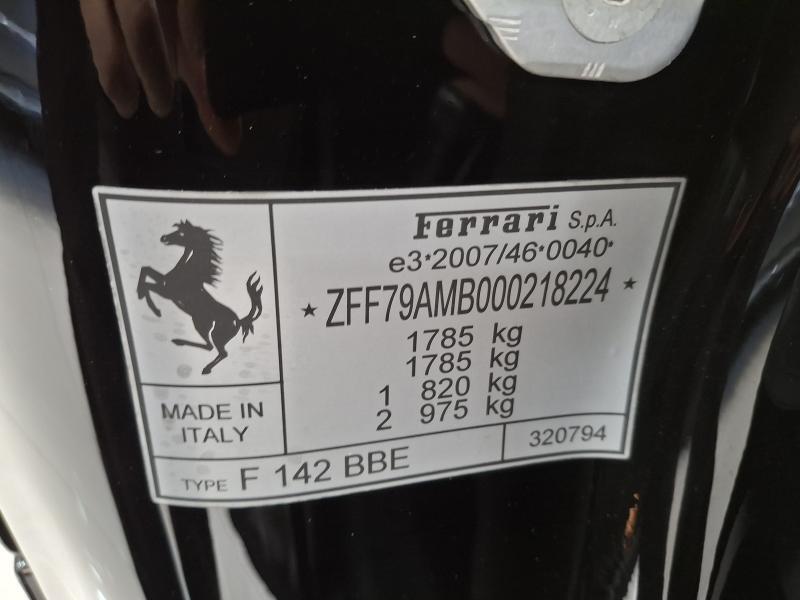 Ferrari S.p.A.
e3*2007/46*0040*
★ ZFF79AMB000218224 ★
1785 kg
1785 kg
1 820 kg
2 975 kg
MADE IN
ITALY
TYPE F 142 BBE
320794